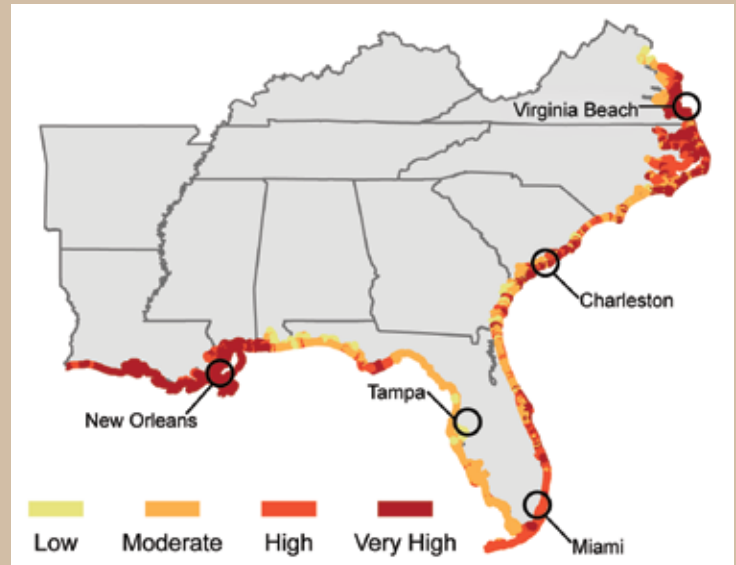 Virginia Beach
Charleston
Tampa
New Orleans
Miami
Low Moderate High Very High